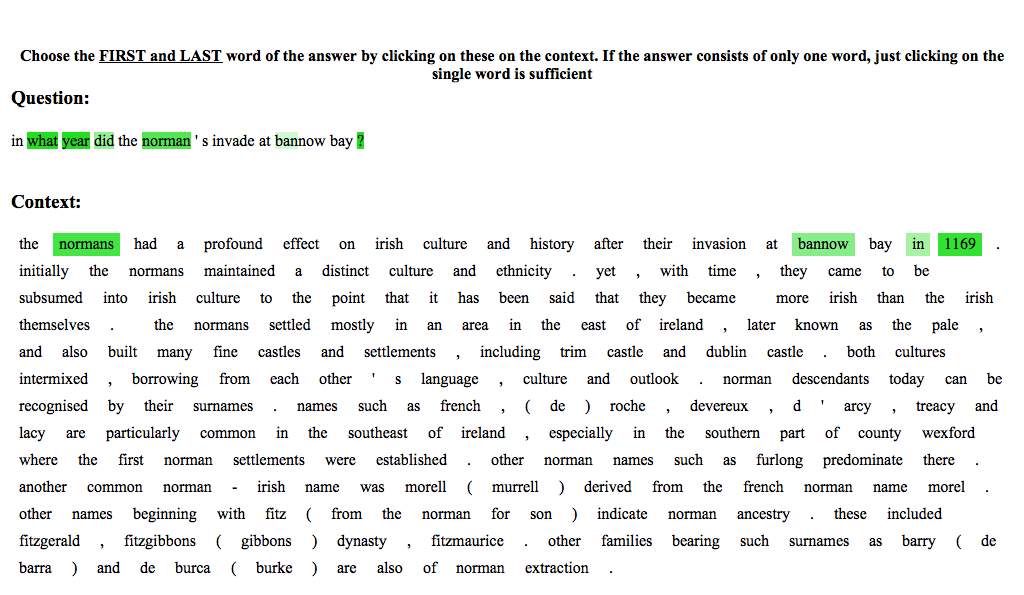 Choose the FIRST and LAST word of the answer by clicking on these on the context. If the answer consists of only one word, just clicking on the
single word is sufficient
Question:
in what year did the norman ' s invade at bannow bay ?
Context:
the normans had a profound effect on irish culture and history after their invasion at bannow bay in 1169 .
initially the normans maintained a distinct culture and ethnicity . yet , with time , they came to be
subsumed into irish culture to the point that it has been said that they became more irish than the irish
themselves . the normans settled mostly in an area in the east of ireland , later known as the pale ,
and also built many fine castles and settlements , including trim castle and dublin castle . both cultures
intermixed , borrowing from each other ' s language , culture and outlook . norman descendants today can be
recognised by their surnames . names such as french , ( de ) roche , devereux , d ' arcy , treacy and
lacy are particularly common in the southeast of ireland , especially in the southern part of county wexford
where the first norman settlements were established . other norman names such as furlong predominate there .
another common norman - irish name was morell ( murrell ) derived from the french norman name morel .
other names beginning with fitz ( from the norman for son ) indicate norman ancestry . these included
fitzgerald , fitzgibbons ( gibbons ) dynasty , fitzmaurice . other families bearing such surnames as barry ( de
barra ) and de burca ( burke ) are also of norman extraction .